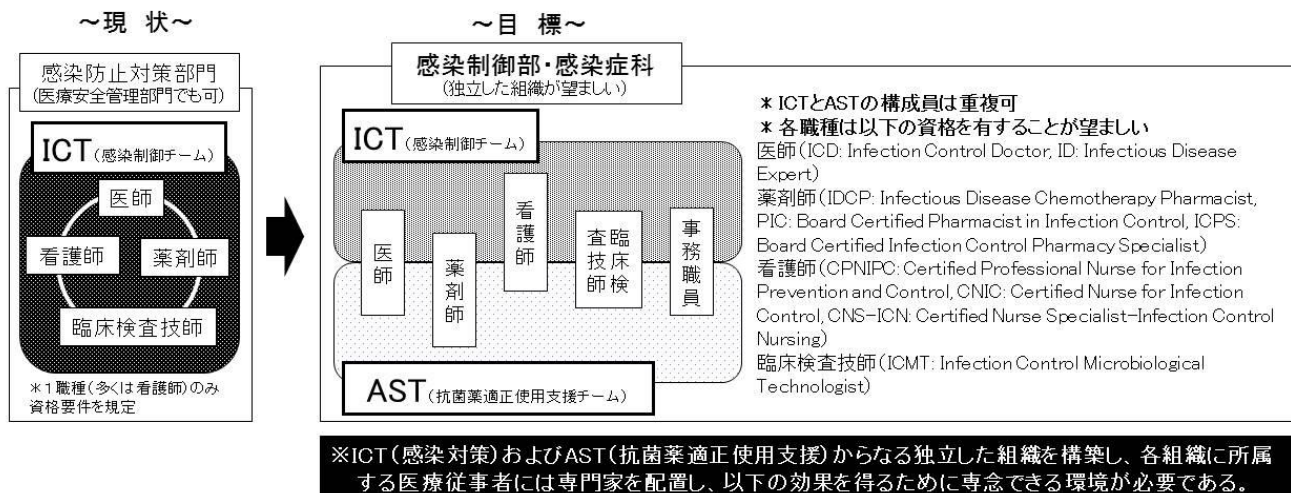 ～現 状～
感染防止対策部門
(医療安全管理部門でも可)
ICT(感染制御チーム)
医師
看護師
薬剤師
臨床検査技師
＊1職種(多くは看護師)のみ
資格要件を規定
～目 標～
感染制御部・感染症科
(独立した組織が望ましい)
ICT(感染制御チーム)
医師
薬剤師
看護師
臨床検
査技師
事務職員
AST(抗菌薬適正使用支援チーム)
＊ICTとASTの構成員は重複可
＊各職種は以下の資格を有することが望ましい
医師(ICD: Infection Control Doctor, ID: Infectious Disease
Expert)
薬剤師(IDCP: Infectious Disease Chemotherapy Pharmacist,
PIC: Board Certified Pharmacist in Infection Control, ICPS:
Board Certified Infection Control Pharmacy Specialist)
看護師(CPNIPC: Certified Professional Nurse for Infection
Prevention and Control, CNIC: Certified Nurse for Infection
Control, CNS-ICN: Certified Nurse Specialist-Infection Control
Nursing)
臨床検査技師(ICMT: Infection Control Microbiological
Technologist)
※ICT(感染対策)およびAST(抗菌薬適正使用支援)からなる独立した組織を構築し、各組織に所属
する医療従事者には専門家を配置し、以下の効果を得るために専念できる環境が必要である。